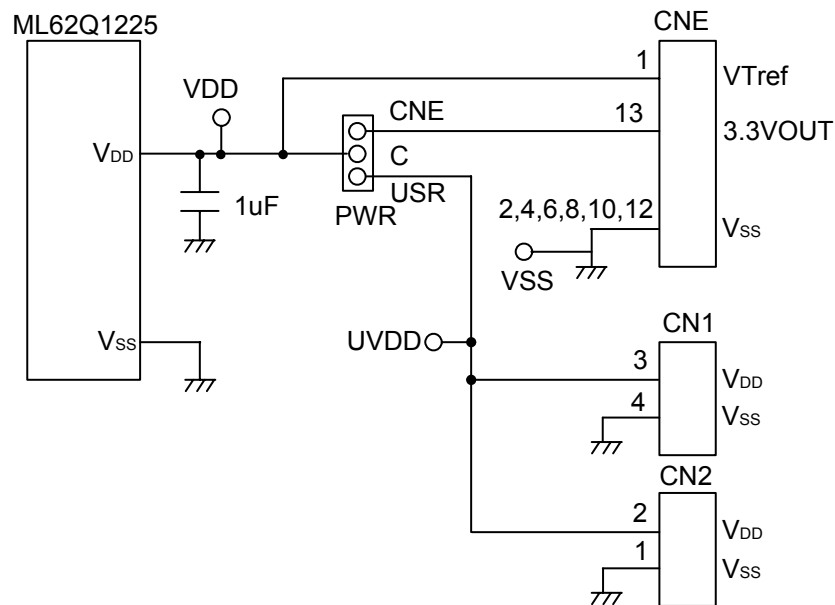 ML62Q1225
CNE
1
VTref
VDD
CNE
13
3.3VOUT
VDD
C
1uF
USR
PWR
2,4,6,8,10,12
VSS
VSS
VSS
UVDD
CN1
3
VDD
4
VSS
CN2
2
VDD
1
VSS